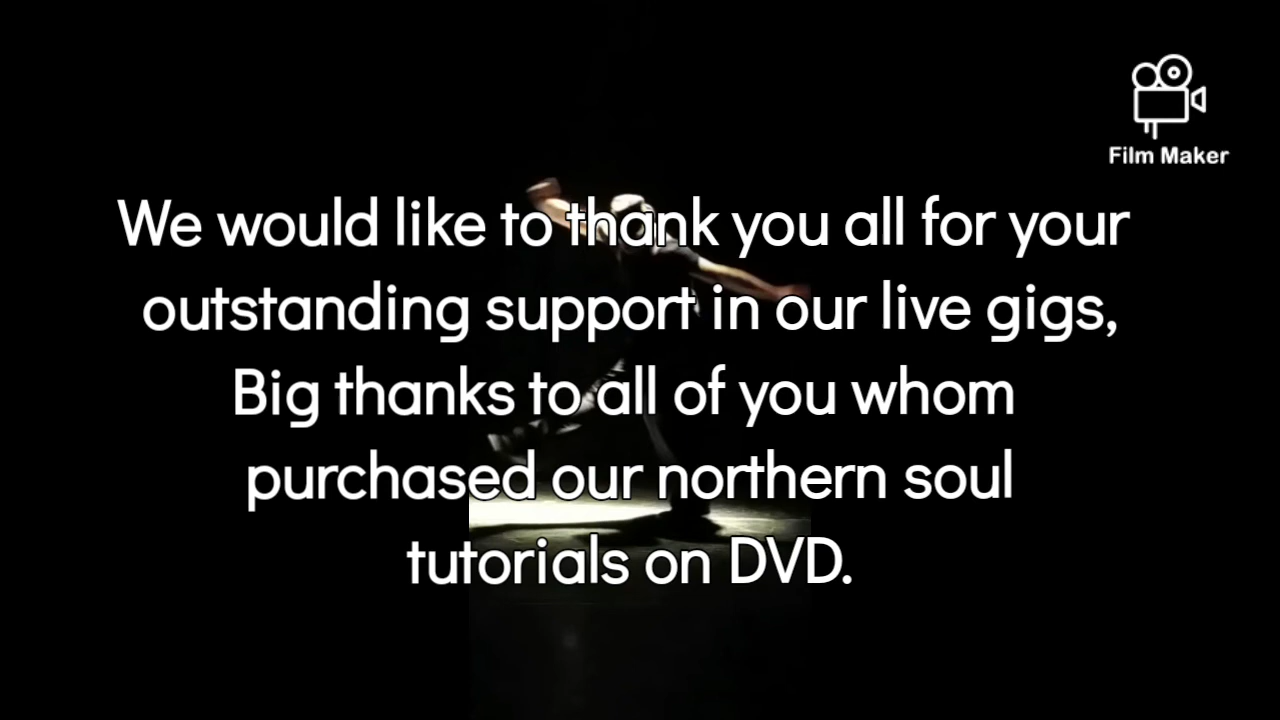 Film Maker
We would like to thank you all for your
outstanding support in our live gigs,
Big thanks to all of you whom
purchased our northern soul
tutorials on DVD.